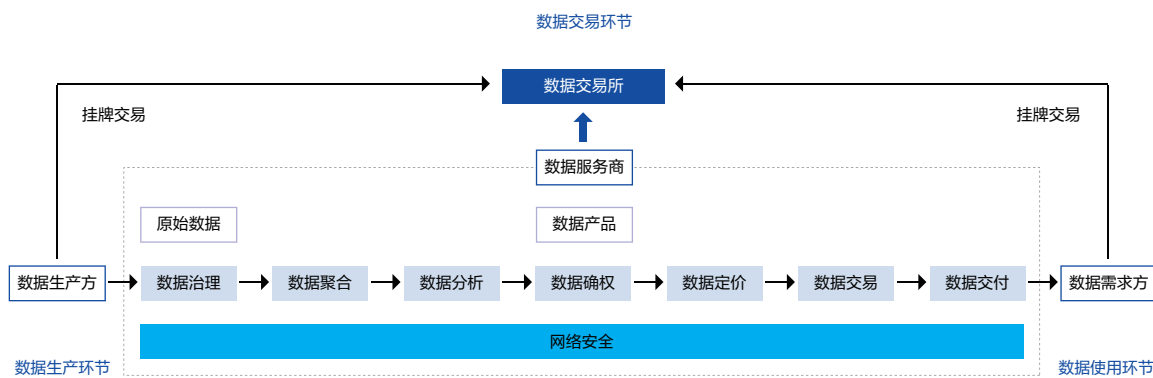 数据交易环节
数据交易所
挂牌交易
挂牌交易
数据服务商
原始数据
数据产品
数据生产方
数据治理
数据聚合
数据分析
数据确权
数据定价
数据交易
数据交付
数据需求方
网络安全
数据生产环节
数据使用环节